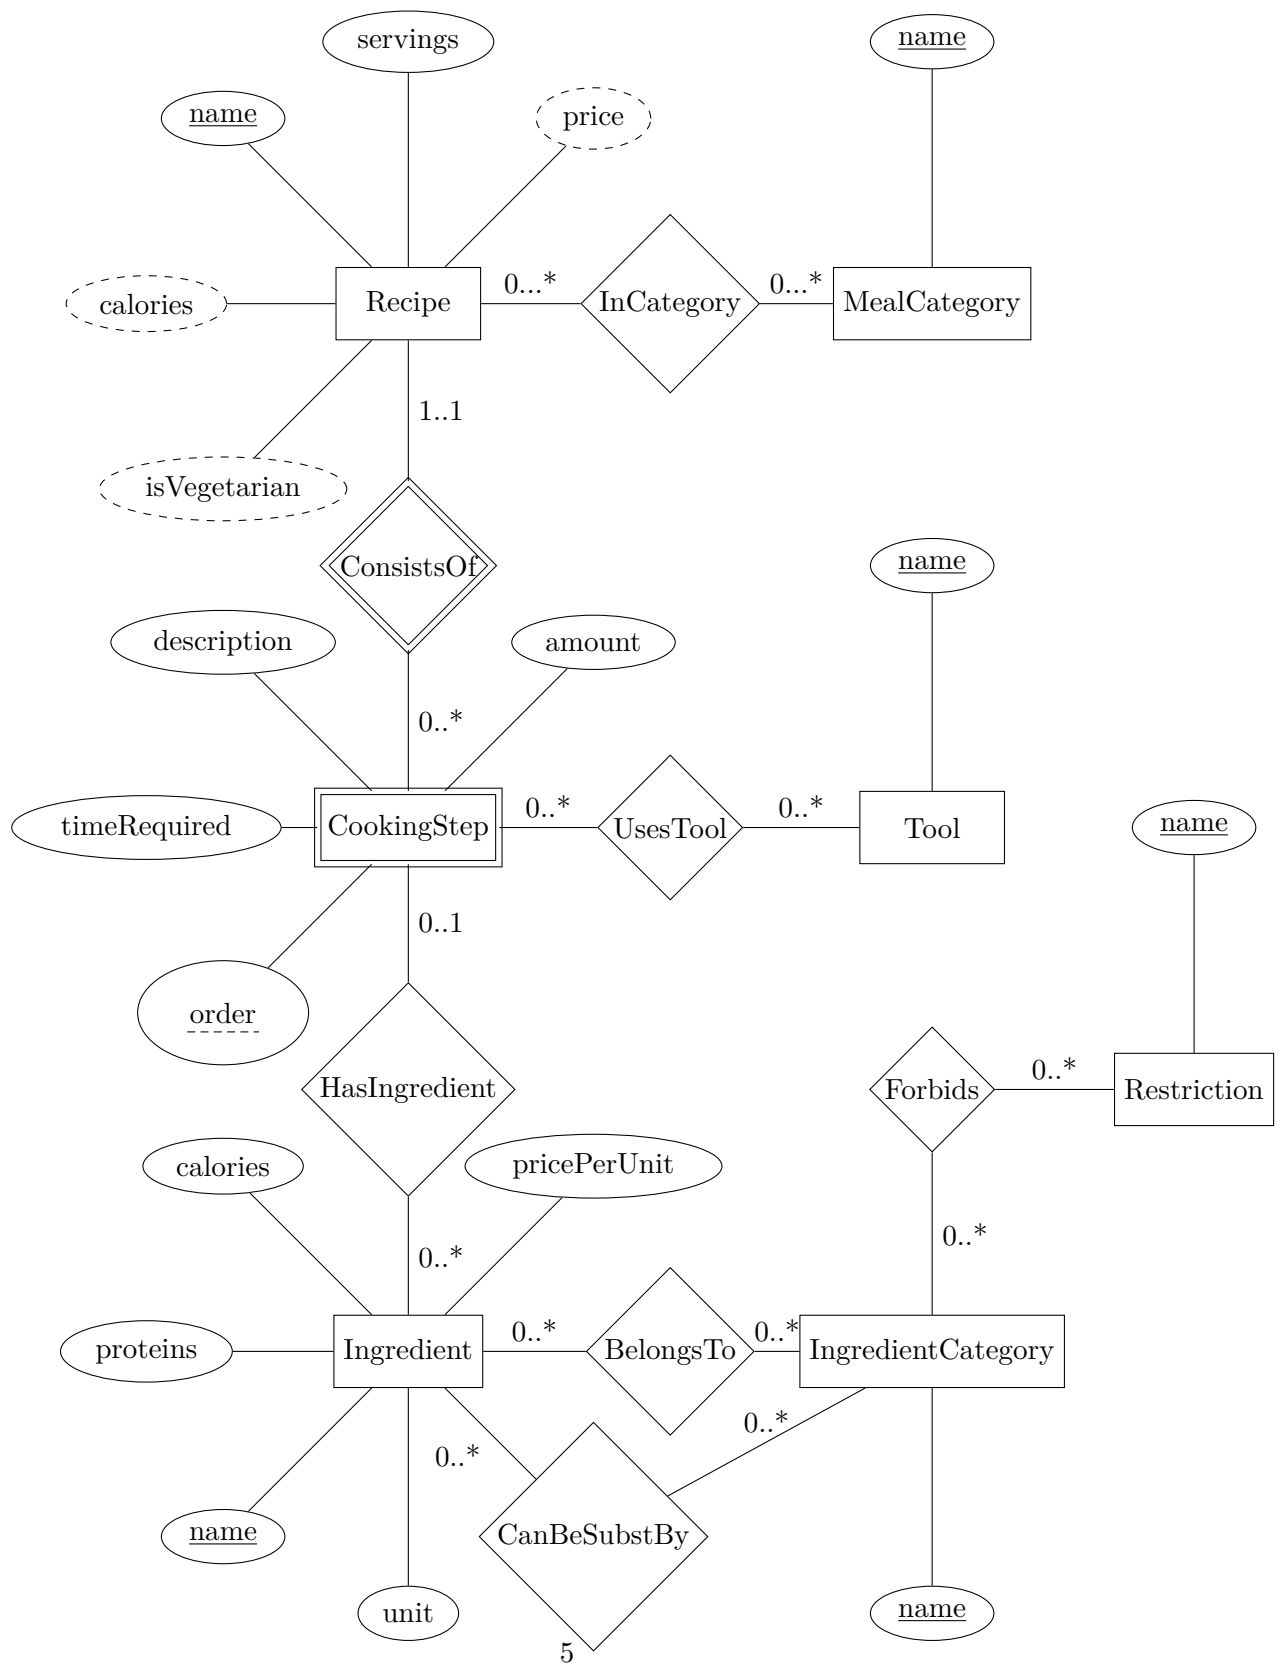 servings
name
name
price
calories
Recipe
0...*
InCategory
0...*
MealCategory
1..1
isVegetarian
ConsistsOf
name
description
amount
0..*
timeRequired
CookingStep
0..*
UsesTool
0..*
Tool
name
0..1
order
HasIngredient
Forbids
0..*
Restriction
calories
pricePerUnit
0..*
0..*
proteins
Ingredient
0..*
BelongsTo
0..*
IngredientCategory
0..*
0..*
name
CanBeSubstBy
unit
name
5